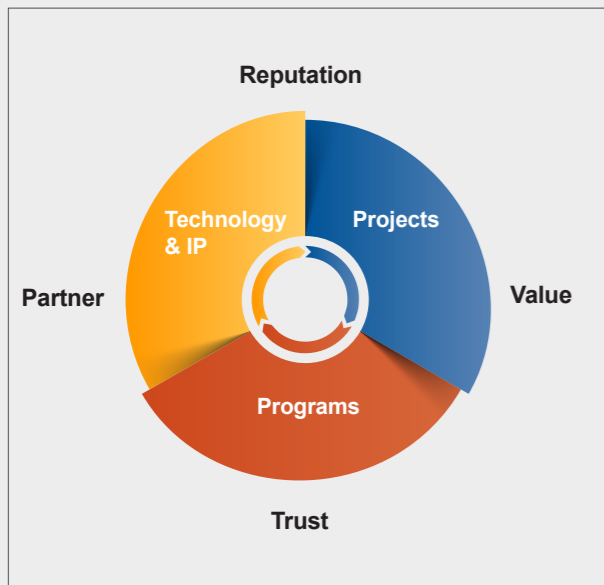 Reputation
Technology
& IP
Projects
Partner
Value
Programs
Trust